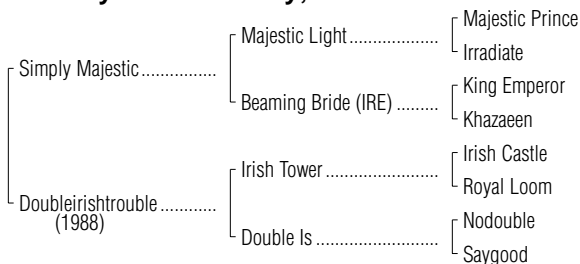 Majestic Prince
Majestic Light....................
Irradiate
Simply Majestic................
King Emperor
Beaming Bride (IRE) .........
Khazaeen
Irish Castle
Irish Tower.........................
Royal Loom
Doubleirishtrouble............
(1988)
Nodouble
Double Is ...........................
Saygood